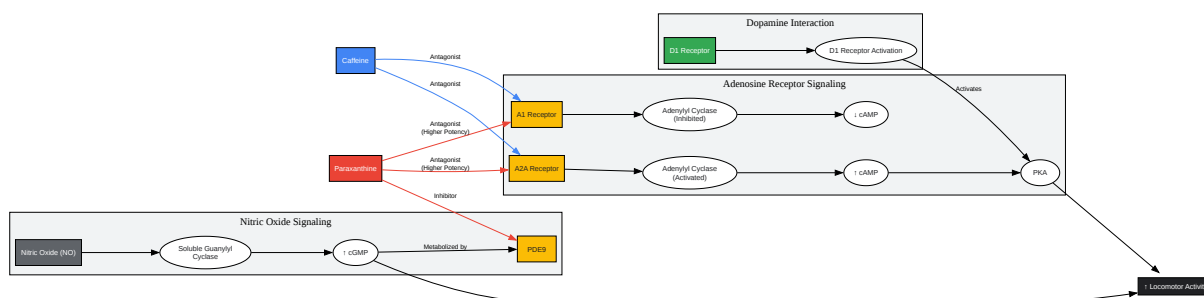 Dopamine Interaction
D1 Receptor
D1 Receptor Activation
Caffeine
Antagonist
Antagonist
Activates
Adenosine Receptor Signaling
A1 Receptor
Adenylyl Cyclase
(Inhibited)
↓ cAMP
Antagonist
(Higher Potency)
Paraxanthine
Antagonist
(Higher Potency)
A2A Receptor
Adenylyl Cyclase
(Activated)
↑ cAMP
PKA
Inhibitor
Nitric Oxide Signaling
Nitric Oxide (NO)
Soluble Guanylyl
Cyclase
↑ cGMP
Metabolized by
PDE9
↑ Locomotor Activi